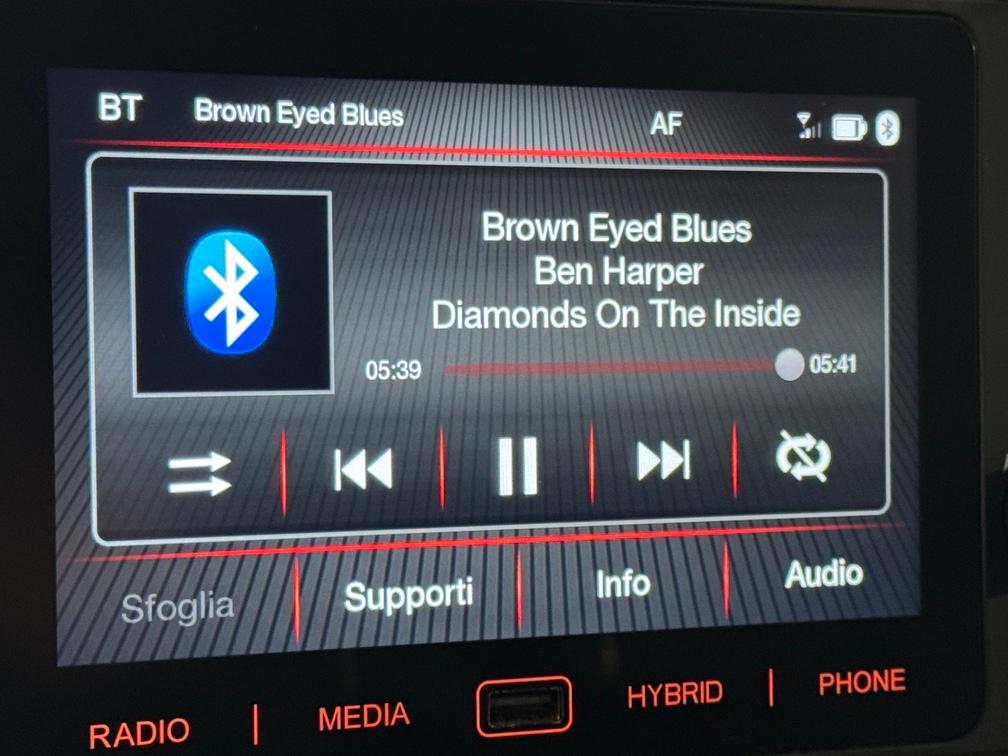 BT Brown Eyed Blues AF
Brown Eyed Blues
Ben Harper
Diamonds On The Inside
05:39 05:41
Sfoglia Supporti Info Audio
RADIO | MEDIA HYBRID | PHONE